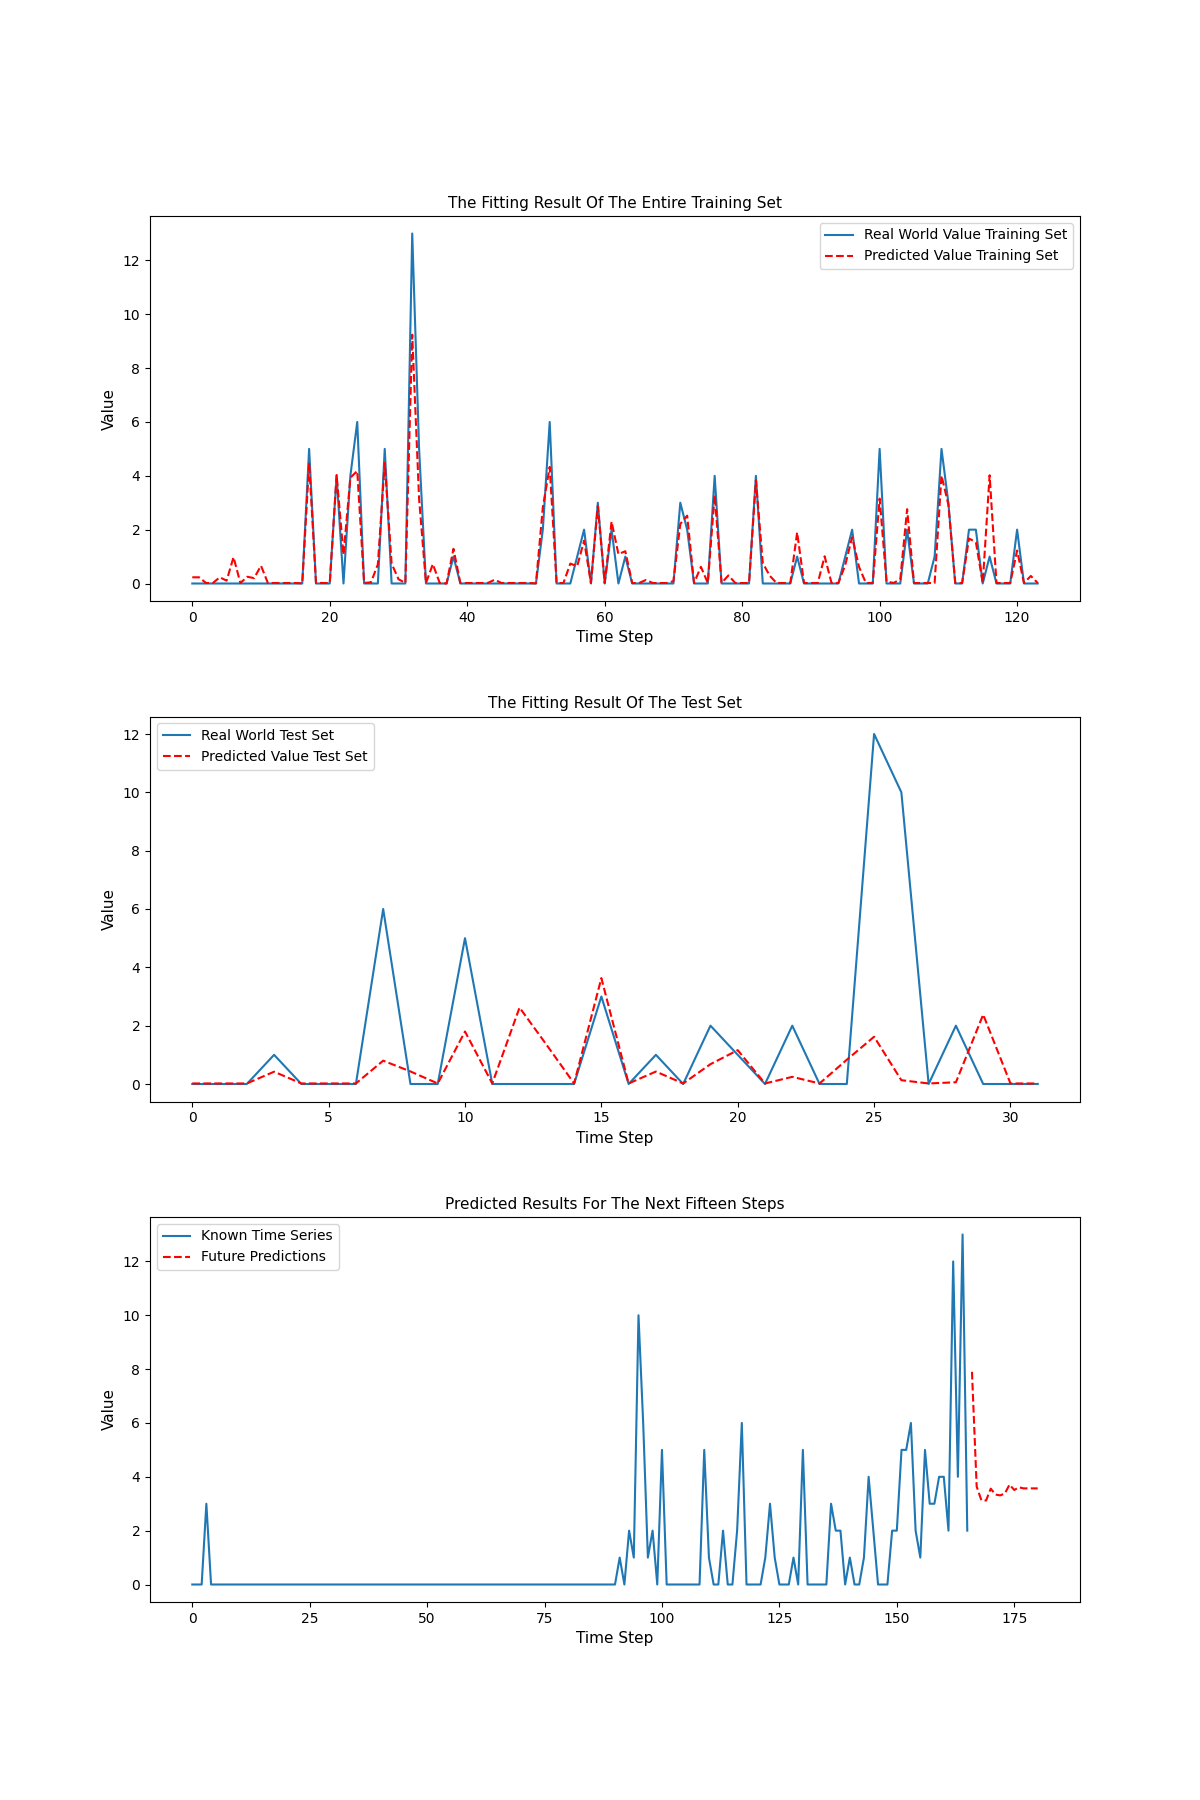 The Fitting Result Of The Entire Training Set
Real World Value Training Set
Predicted Value Training Set
12
10
8
6
4
2
0
Value
0 20 40 60 80 100 120
Time Step
The Fitting Result Of The Test Set
Real World Test Set
Predicted Value Test Set
12
10
8
6
4
2
0
Value
0 5 10 15 20 25 30
Time Step
Predicted Results For The Next Fifteen Steps
Known Time Series
Future Predictions
12
10
8
6
4
2
0
Value
0 25 50 75 100 125 150 175
Time Step